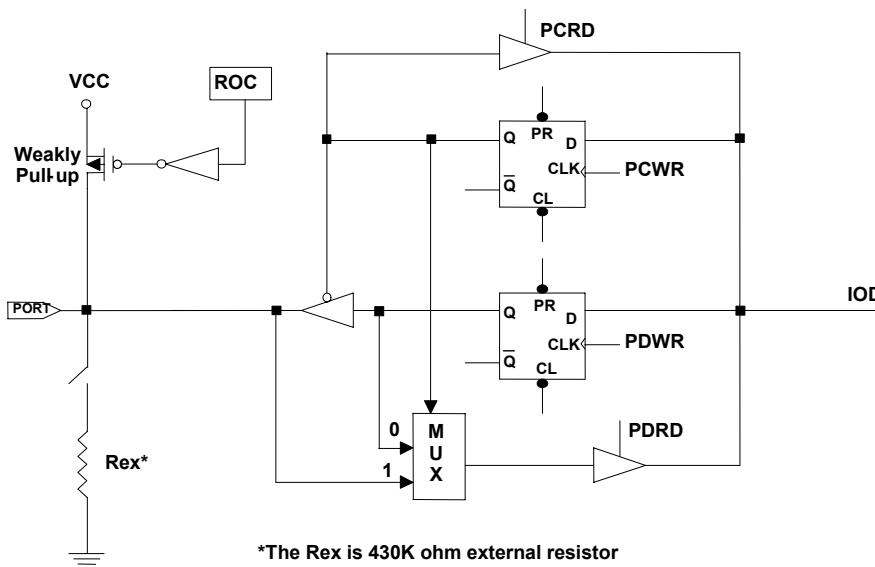 PCRD
VCC
ROC
Weakly
Pull-up
Q
PR
D
CLK
PCWR
Q
CL
PORT
Q
PR
D
IOD
CLK
PDWR
Q
CL
0
M
U
X
1
PDRD
Rex*
*The Rex is 430K ohm external resistor